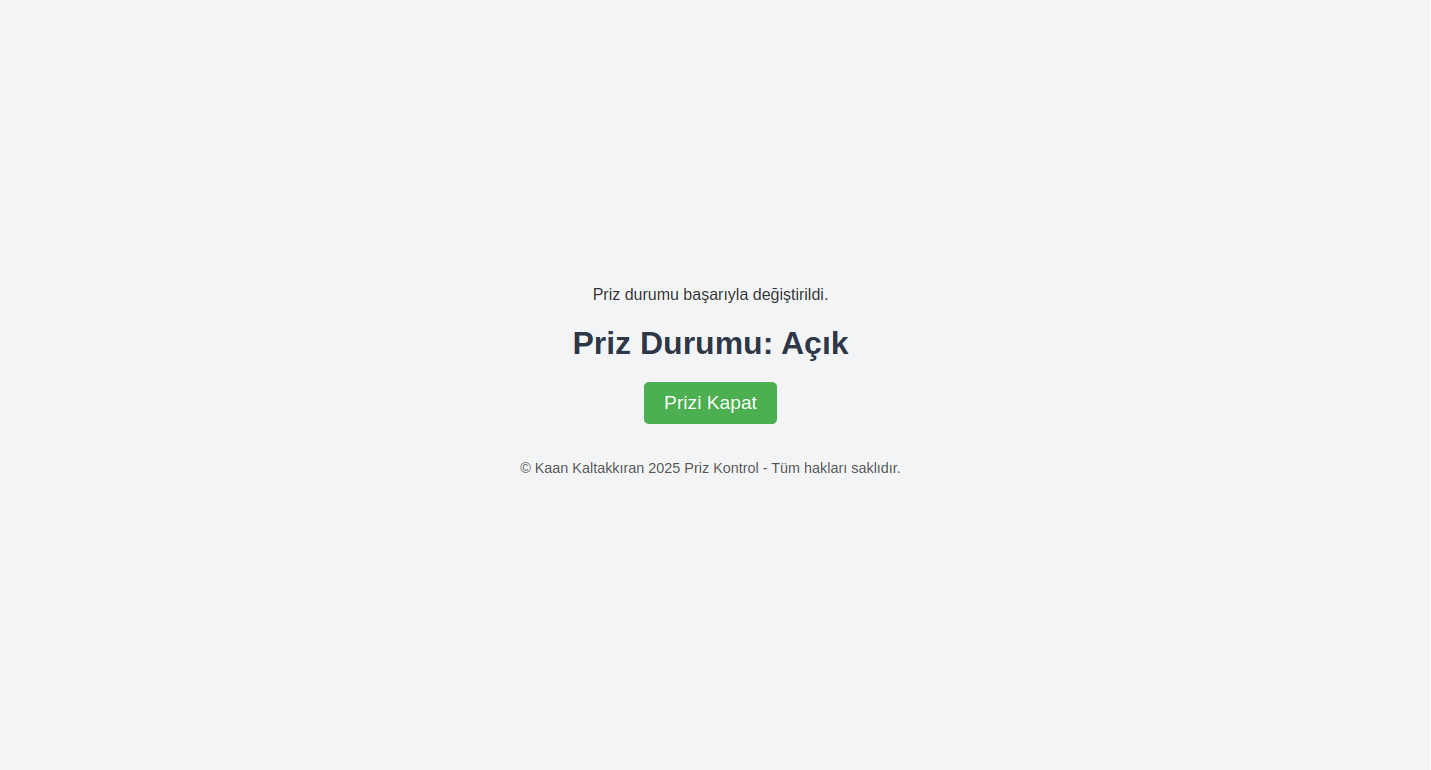 Priz durumu başarıyla değiştirildi.
Priz Durumu: Açık
Prizi Kapat
© Kaan Kaltakkıran 2025 Priz Kontrol - Tüm hakları saklıdır.